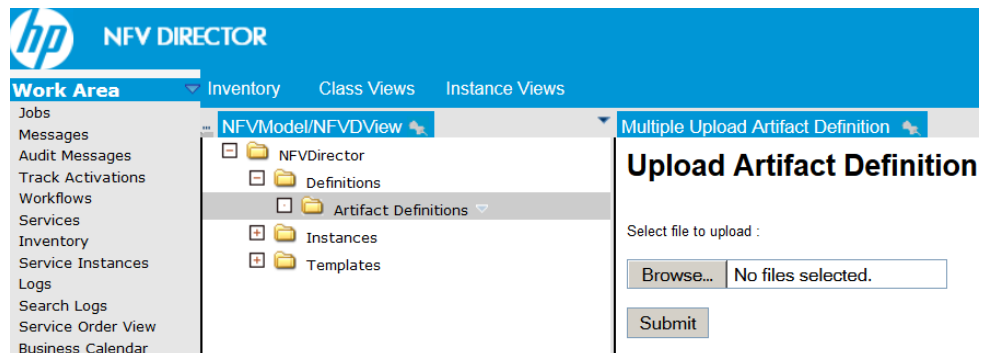 hp NFV DIRECTOR
Work Area
Inventory Class Views Instance Views
Jobs
Messages
Audit Messages
Track Activations
Workflows
Services
Inventory
Service Instances
Logs
Search Logs
Service Order View
Business Calendar
... NFVModel/NFVDView
NFVDirector
Definitions
Artifact Definitions
Instances
Templates
Multiple Upload Artifact Definition
Upload Artifact Definition
Select file to upload :
Browse... No files selected.
Submit